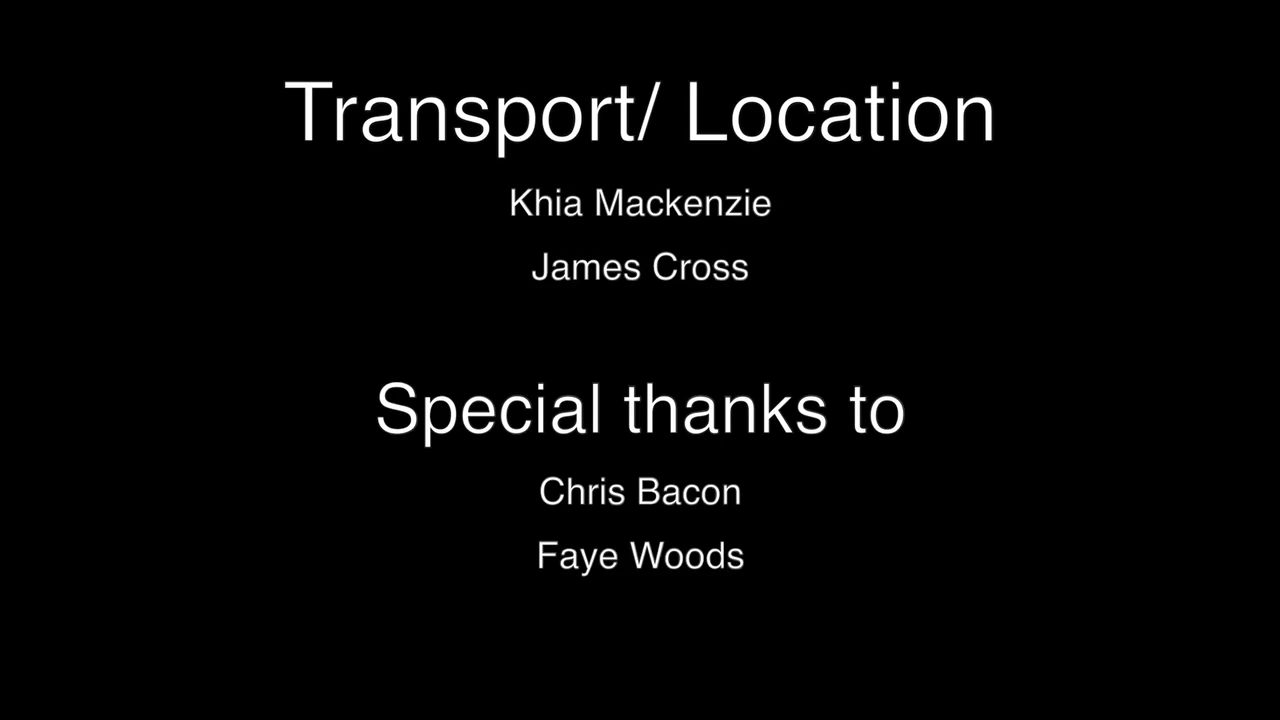 Transport/ Location
Khia Mackenzie
James Cross
Special thanks to
Chris Bacon
Faye Woods